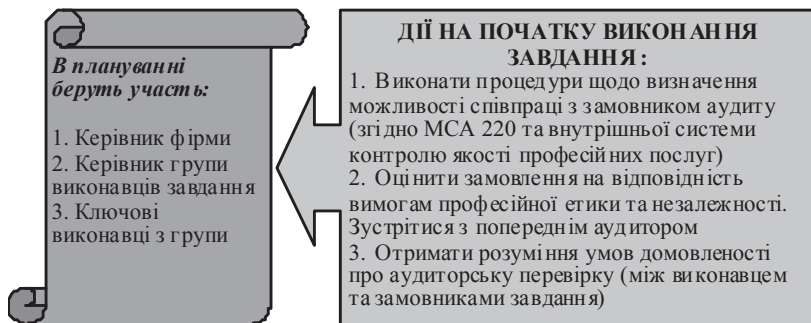 В плануванні
беруть участь:
1. Керівник фірми
2. Керівник групи
виконавців завдання
3. Ключові
виконавці з групи
ДІЇ НА ПОЧАТКУ ВИКОНАННЯ
ЗАВДАННЯ:
1. Виконати процедури щодо визначення
можливості співпраці з замовником аудиту
(згідно МСА 220 та внутрішньої системи
контролю якості професійних послуг)
2. Оцінити замовлення на відповідність
вимогам професійної етики та незалежності.
Зустрітися з попереднім аудитором
3. Отримати розуміння умов домовленості
про аудиторську перевірку (між виконавцем
та замовниками завдання)